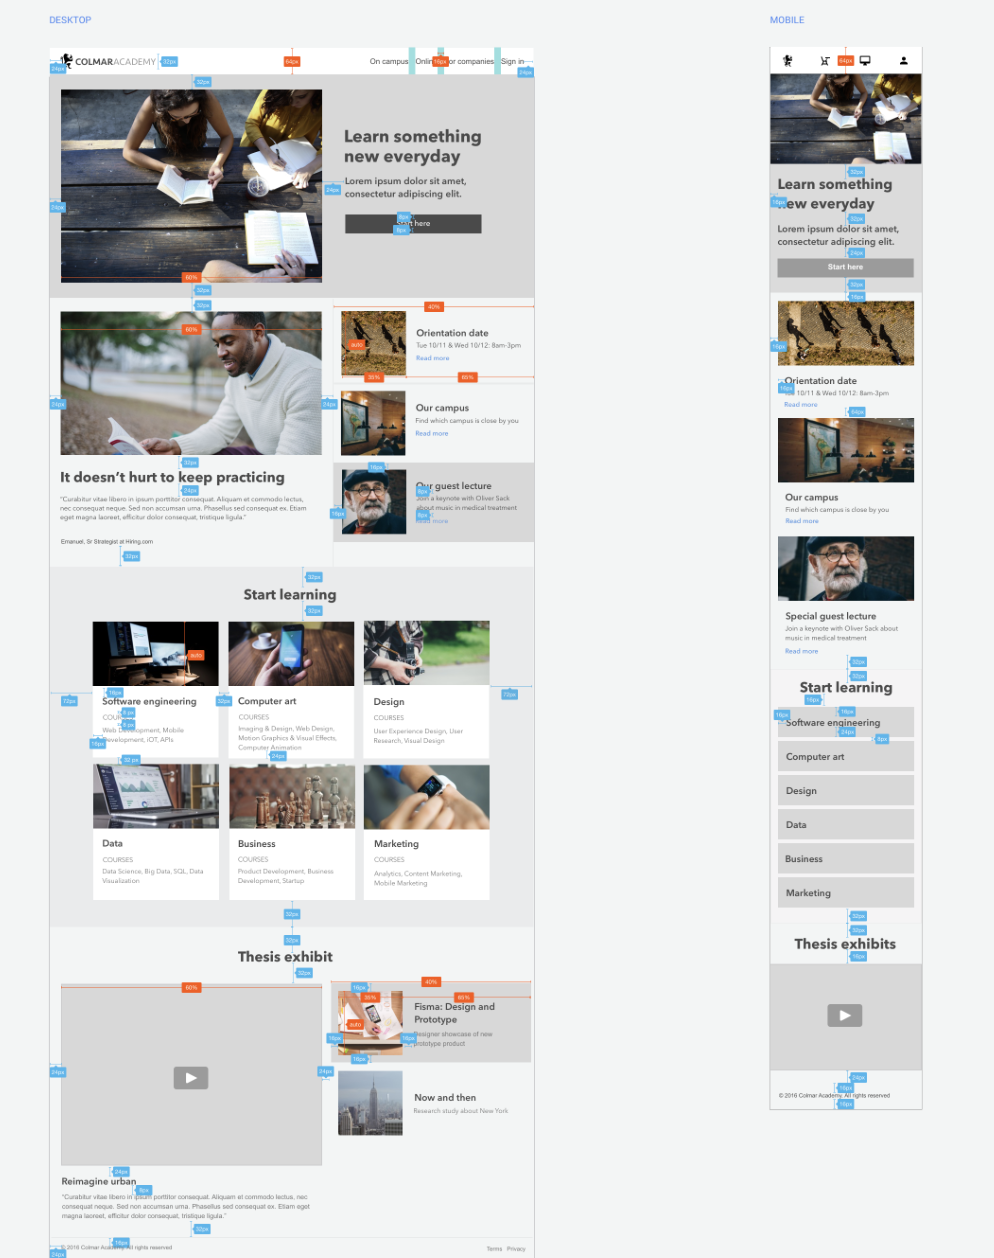 DESKTOP
COLMARACADEMY
32px
64px
On campus
16px
or companies
Sign in
24px
24px
32px
Learn something
new everyday
24px
Lorem ipsum dolor sit amet,
consectetur adipiscing elit.
24px
8px
Start here
8px
60%
32px
32px
40%
60%
Orientation date
auto
Tue 10/11 & Wed 10/12: 8am-3pm
Read more
60%
24px
24px
Our campus
Find which campus is close by you
Read more
32px
It doesn't hurt to keep practicing
24px
"Curabitur vitae libero in ipsum porttitor consequat. Aliquam et commodo lectus,
nec consequat neque. Sed non accumsan urna. Phasellus sed consequat ex. Etiam
eget magna laoreet, efficitur dolor consequat, tristique ligula."
Emanuel, Sr Strategist at Hiring.com
32px
16px
Our guest lecture
8px
Join a keynote with Oliver Sack
16px
about music in medical treatment
8px
Read more
32px
Start learning
32px
auto
72px
16px
32px
72px
Software engineering
8 px
COURSES
8 px
Web Development, Mobile
Development, iOT, APIs
16px
Computer art
COURSES
Imaging & Design, Web Design,
Motion Graphics & Visual Effects,
Computer Animation
24px
Design
COURSES
User Experience Design, User
Research, Visual Design
32 px
Data
COURSES
Data Science, Big Data, SQL, Data
Visualization
Business
COURSES
Product Development, Business
Development, Startup
Marketing
COURSES
Analytics, Content Marketing,
Mobile Marketing
32px
32px
Thesis exhibit
32px
60%
40%
16px
60%
Fisma: Design and
Prototype
auto
Designer showcase of new
prototype product
16px
16px
16px
24px
24px
Now and then
Research study about New York
24px
Reimagine urban
8px
"Curabitur vitae libero in ipsum porttitor consequat. Aliquam et commodo lectus, nec
consequat neque. Sed non accumsan urna. Phasellus sed consequat ex. Etiam
magna laoreet, efficitur dolor consequat, tristique ligula."
32px
16px
© 2016 Colmar Academy. All rights reserved
24px
Terms
Privacy
MOBILE
64px
32px
Learn something
16px
new everyday
32px
Lorem ipsum dolor sit amet,
consectetur adipiscing elit.
24px
Start here
32px
16px
16px
Orientation date
16px
Tue 10/11 & Wed 10/12: 8am-3pm
Read more
64px
Our campus
Find which campus is close by you
Read more
Special guest lecture
Join a keynote with Oliver Sack about
music in medical treatment
Read more
32px
32px
Start learning
16px
16px
16px
Software engineering
24px
8px
Computer art
Design
Data
Business
Marketing
32px
32px
Thesis exhibits
16px
24px
16px
© 2016 Colmar Academy. All rights reserved
16px